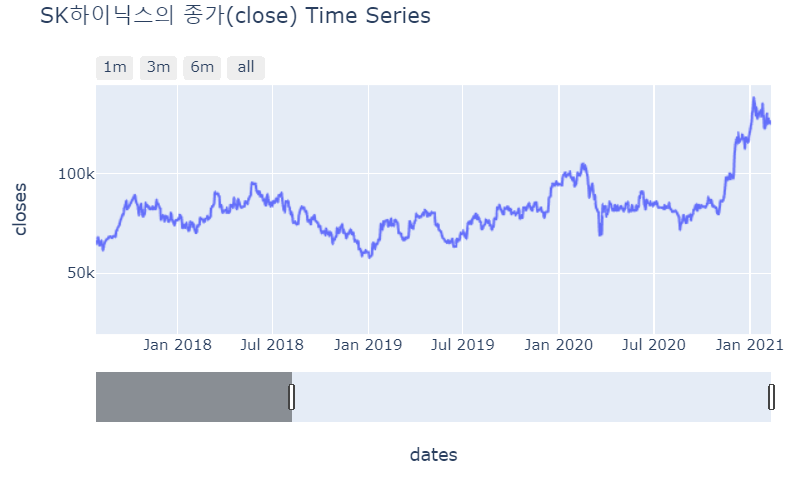 SK하이닉스의 종가(close) Time Series
1m 3m 6m all
closes
100k
50k
Jan 2018 Jul 2018 Jan 2019 Jul 2019 Jan 2020 Jul 2020 Jan 2021
dates